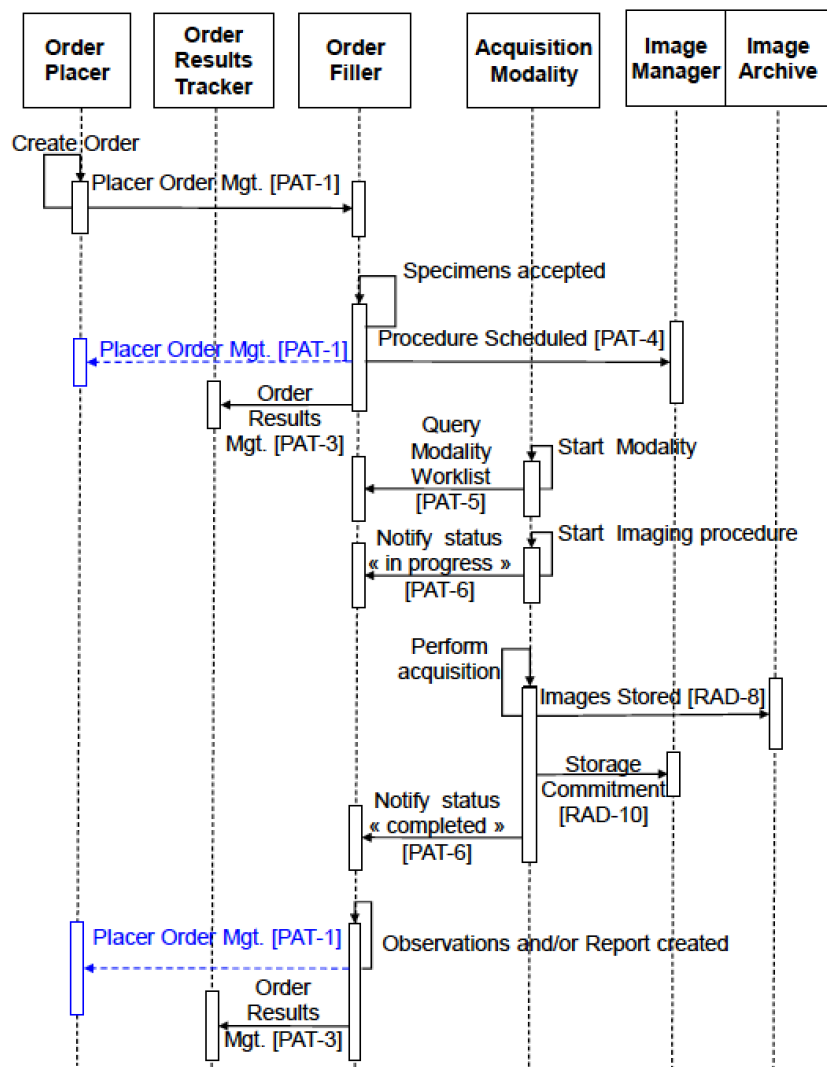 Order
Placer
Order
Results
Tracker
Order
Filler
Acquisition
Modality
Image
Manager
Image
Archive
Create Order
Placer Order Mgt. [PAT-1]
Specimens accepted
Placer Order Mgt. [PAT-1]
Procedure Scheduled [PAT-4]
Order
Results
Mgt. [PAT-3]
Query
Modality
Worklist
[PAT-5]
Start Modality
Notify status
« in progress »
[PAT-6]
Start Imaging procedure
Perform
acquisition
Images Stored [RAD-8]
Storage
Commitment
[RAD-10]
Notify status
« completed »
[PAT-6]
Placer Order Mgt. [PAT-1]
Observations and/or Report created
Order
Results
Mgt. [PAT-3]